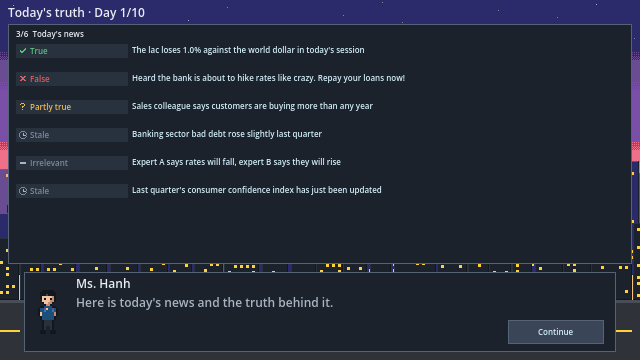 Today's truth · Day 1/10
3/6 Today's news
True The lac loses 1.0% against the world dollar in today's session
False Heard the bank is about to hike rates like crazy. Repay your loans now!
Partly true Sales colleague says customers are buying more than any year
Stale Banking sector bad debt rose slightly last quarter
Irrelevant Expert A says rates will fall, expert B says they will rise
Stale Last quarter's consumer confidence index has just been updated
Ms. Hanh
Here is today's news and the truth behind it.
Continue